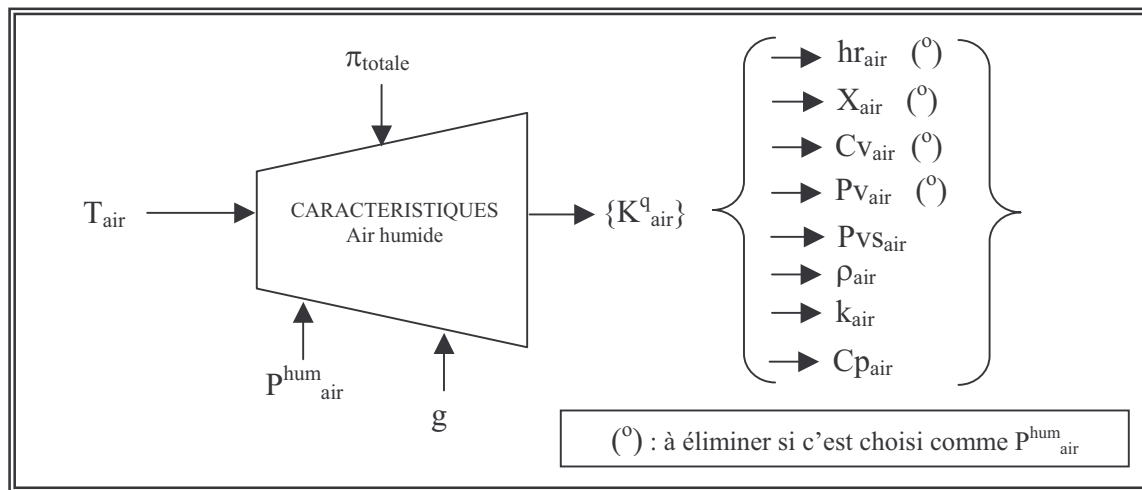 π_totale
T_air
CARACTERISTIQUES
Air humide
{K^q_air}
P^hum_air
g
hr_air (°)
X_air (°)
Cv_air (°)
Pv_air (°)
Pvs_air
ρ_air
k_air
Cp_air
(°) : à éliminer si c’est choisi comme P^hum_air